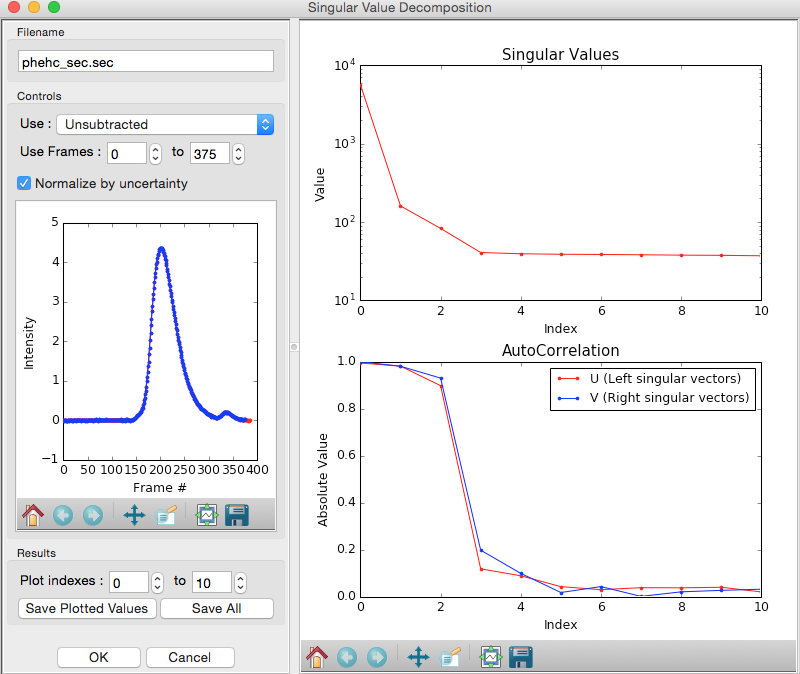 Singular Value Decomposition
Filename
phehc_sec.sec
Controls
Use : Unsubtracted
Use Frames : 0 to 375
Normalize by uncertainty
5
4
3
2
1
0
−1
Intensity
0 50 100 150 200 250 300 350 400
Frame #
Results
Plot indexes : 0 to 10
Save Plotted Values Save All
OK Cancel
Singular Values
10^4
10^3
10^2
10^1
Value
0 2 4 6 8 10
Index
AutoCorrelation
U (Left singular vectors)
V (Right singular vectors)
1.0
0.8
0.6
0.4
0.2
0.0
Absolute Value
0 2 4 6 8 10
Index